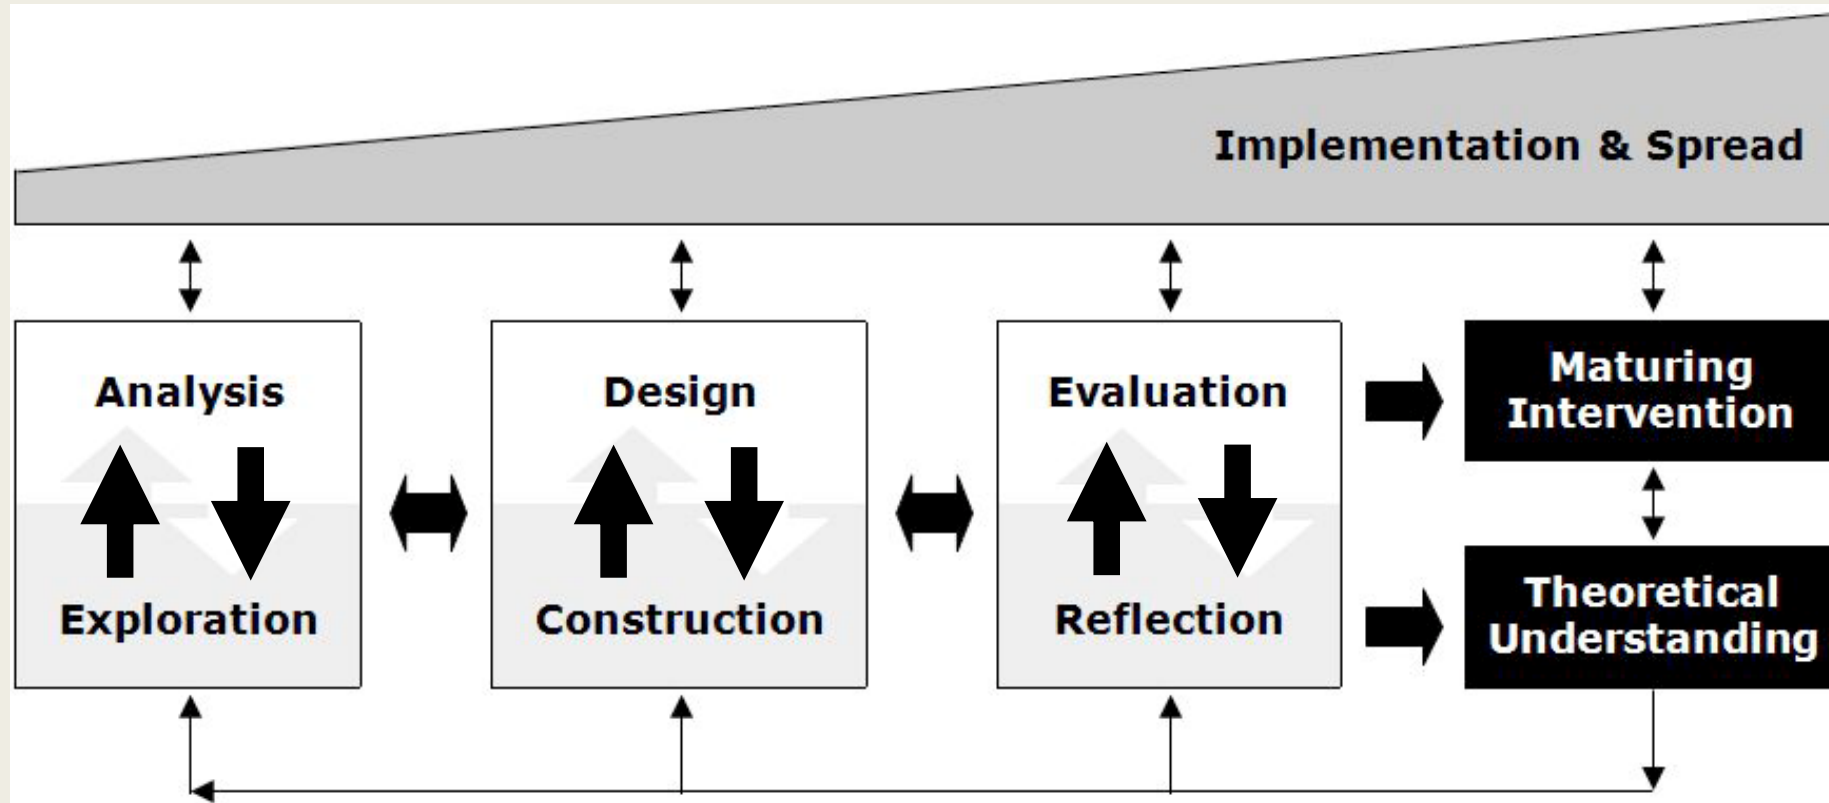 Implementation & Spread
Analysis
Exploration
Design
Construction
Evaluation
Reflection
Maturing
Intervention
Theoretical
Understanding